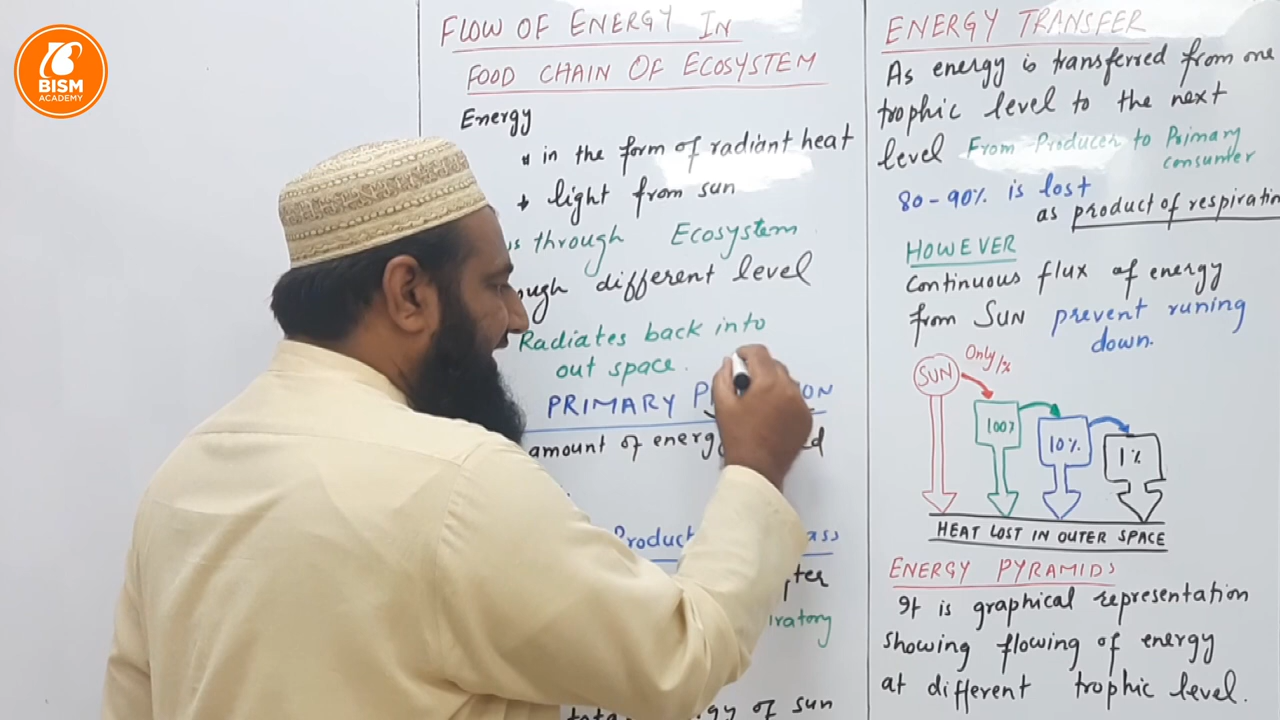 BISM
ACADEMY
FLOW OF ENERGY IN
FOOD CHAIN OF ECOSYSTEM
Energy
in the form of radiant heat
light from sun
through Ecosystem
different level
Radiates back into
out space.
PRIMARY
amount of energy
of sun
ENERGY TRANSFER
As energy is transferred from one
trophic level to the next
level From Producer to Primary
consumer
80-90% is lost
as product of respiration
HOWEVER
Continuous flux of energy
from SUN prevent runing
down.
SUN
Only 1%
100%
10%
1%
HEAT LOST IN OUTER SPACE
ENERGY PYRAMIDS
It is graphical representation
showing flowing of energy
at different trophic level.